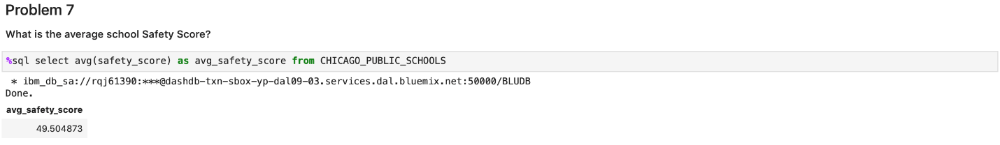 Problem 7
What is the average school Safety Score?
%sql select avg(safety_score) as avg_safety_score from CHICAGO_PUBLIC_SCHOOLS
* ibm_db_sa://rqj61390:***@dashdb-txn-sbox-yp-dal09-03.services.dal.bluemix.net:50000/BLUDB
Done.
avg_safety_score
49.504873